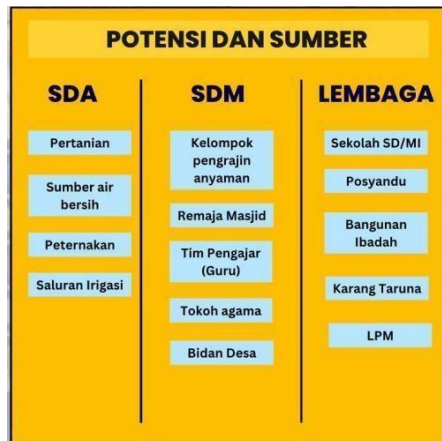 POTENSI DAN SUMBER
SDA
Pertanian
Sumber air
bersih
Peternakan
Saluran Irigasi
SDM
Kelompok
pengrajin
anyaman
Remaja Masjid
Tim Pengajar
(Guru)
Tokoh agama
Bidan Desa
LEMBAGA
Sekolah SD/MI
Posyandu
Bangunan
Ibadah
Karang Taruna
LPM